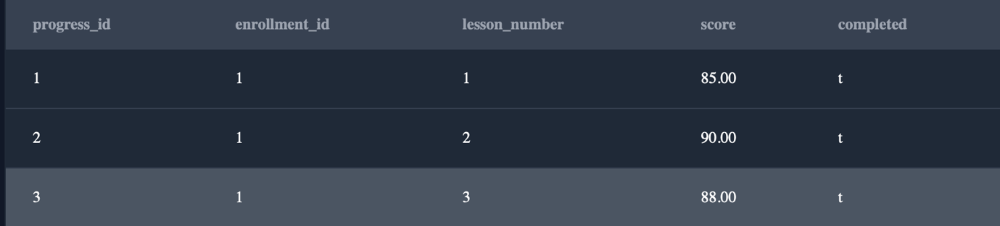 progress_id enrollment_id lesson_number score completed
1 1 1 85.00 t
2 1 2 90.00 t
3 1 3 88.00 t